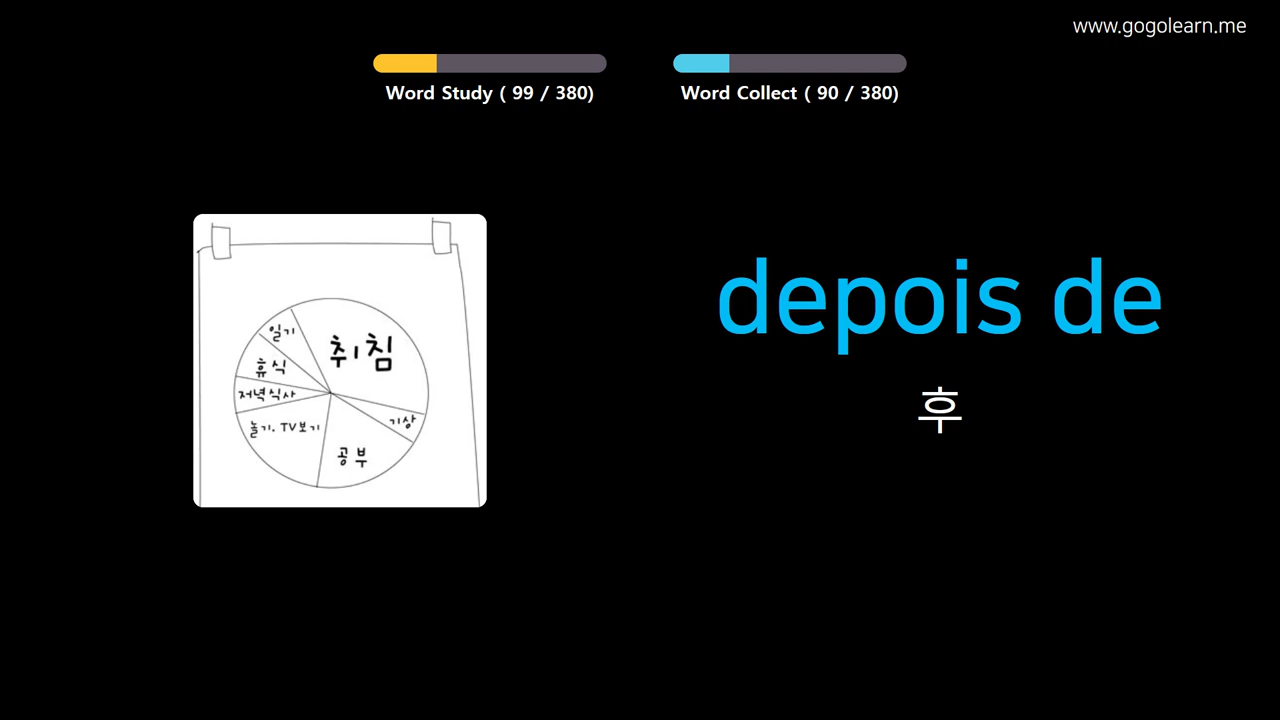 www.gogolearn.me
Word Study ( 99 / 380)
Word Collect ( 90 / 380)
일기
취침
휴식
저녁식사
기상
놀기. TV보기
공부
depois de
후